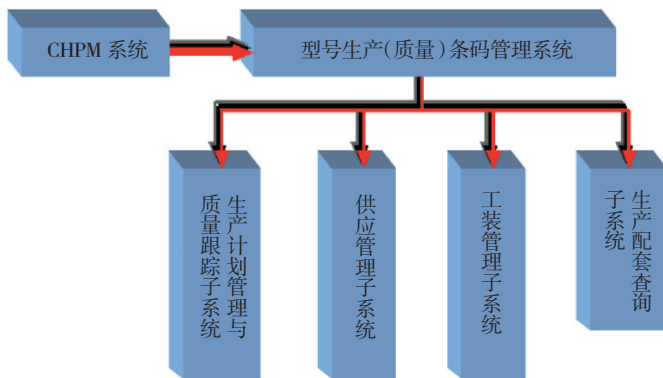 CHPM 系统
型号生产(质量)条码管理系统
生产计划管理与
质量跟踪子系统
供应管理子系统
工装管理子系统
生产配套查询
子系统